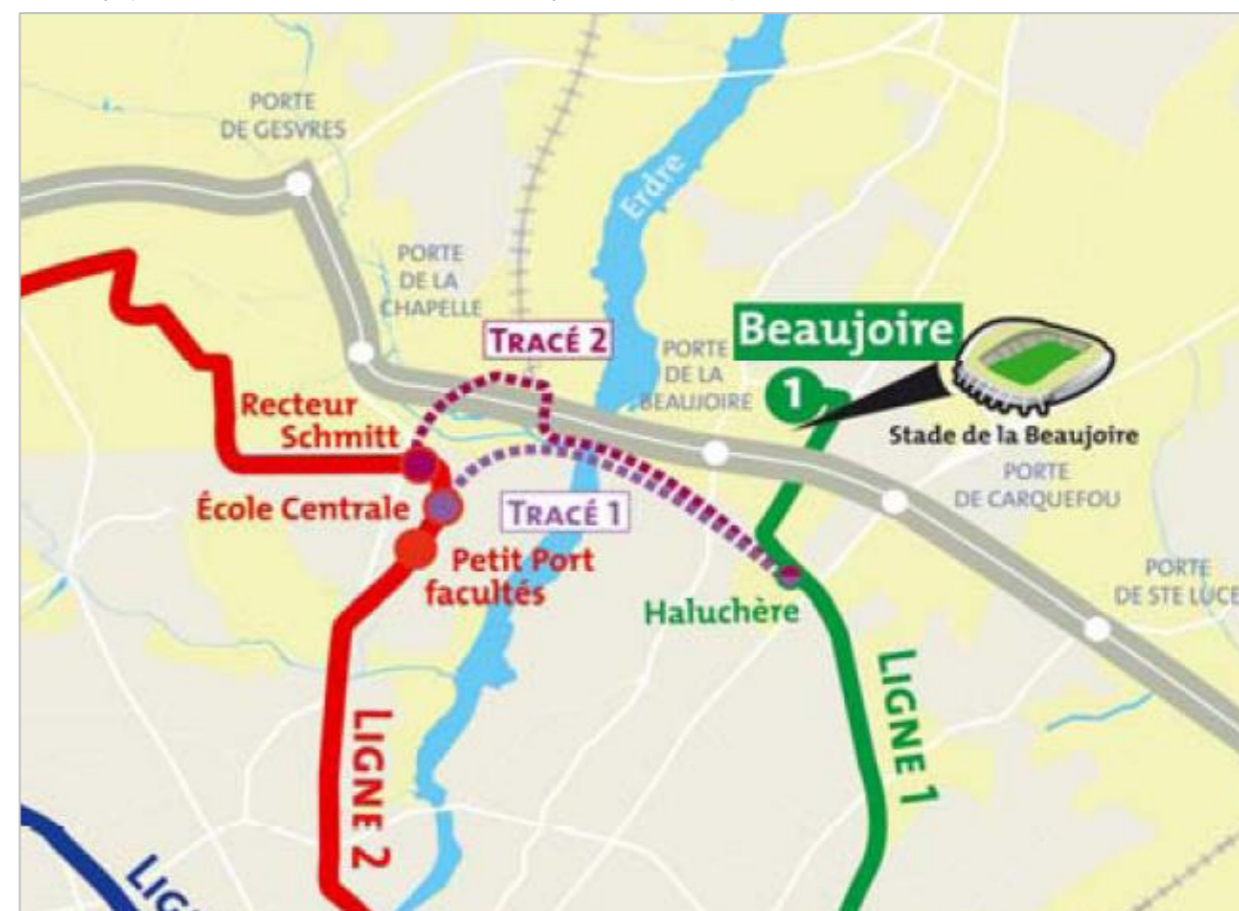 PORTE
DE GESVRES
Erdre
PORTE
DE LA
CHAPELLE
TRACÉ 2
PORTE
DE LA
BEAUJOIRE
Beaujoire
1
Stade de la Beaujoire
Recteur
Schmitt
PORTE
DE CARQUEFOU
École Centrale
TRACÉ 1
Petit Port
facultés
Haluchère
PORTE
DE STE LUCE
LIGNE 1
LIGNE 2